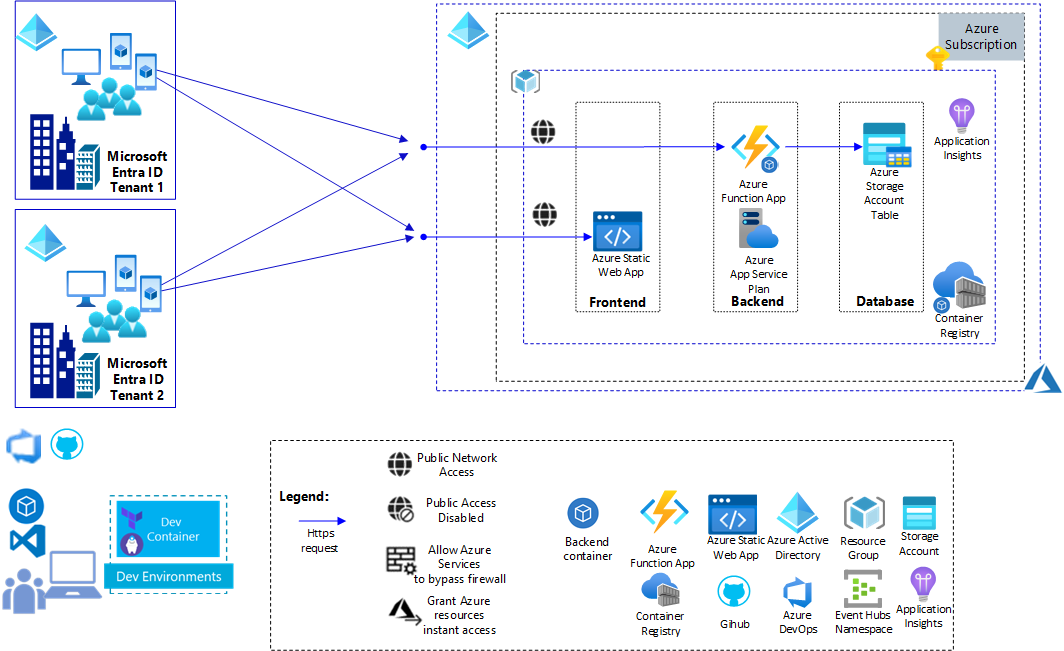 Microsoft
Entra ID
Tenant 1
Microsoft
Entra ID
Tenant 2
Azure
Subscription
Application
Insights
Azure
Function App
Azure
Storage
Account
Table
Azure Static
Web App
Azure
App Service
Plan
Frontend
Backend
Database
Container
Registry
Dev
Container
Dev Environments
Legend:
Https
request
Public Network
Access
Public Access
Disabled
Allow Azure
Services
to bypass firewall
Grant Azure
resources
instant access
Backend
container
Azure
Function App
Azure Static
Web App
Azure Active
Directory
Resource
Group
Storage
Account
Container
Registry
Gihub
Azure
DevOps
Event Hubs
Namespace
Application
Insights